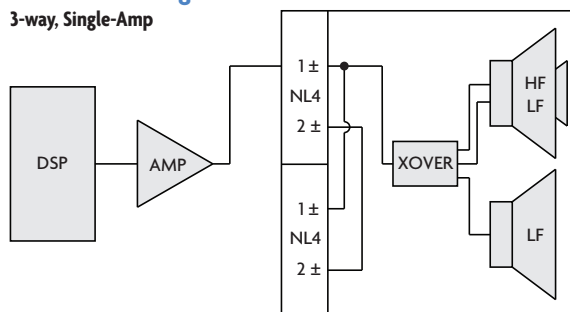 3-way, Single-Amp
DSP
AMP
1 ±
NL4
2 ±
1 ±
NL4
2 ±
XOVER
HF
LF
LF